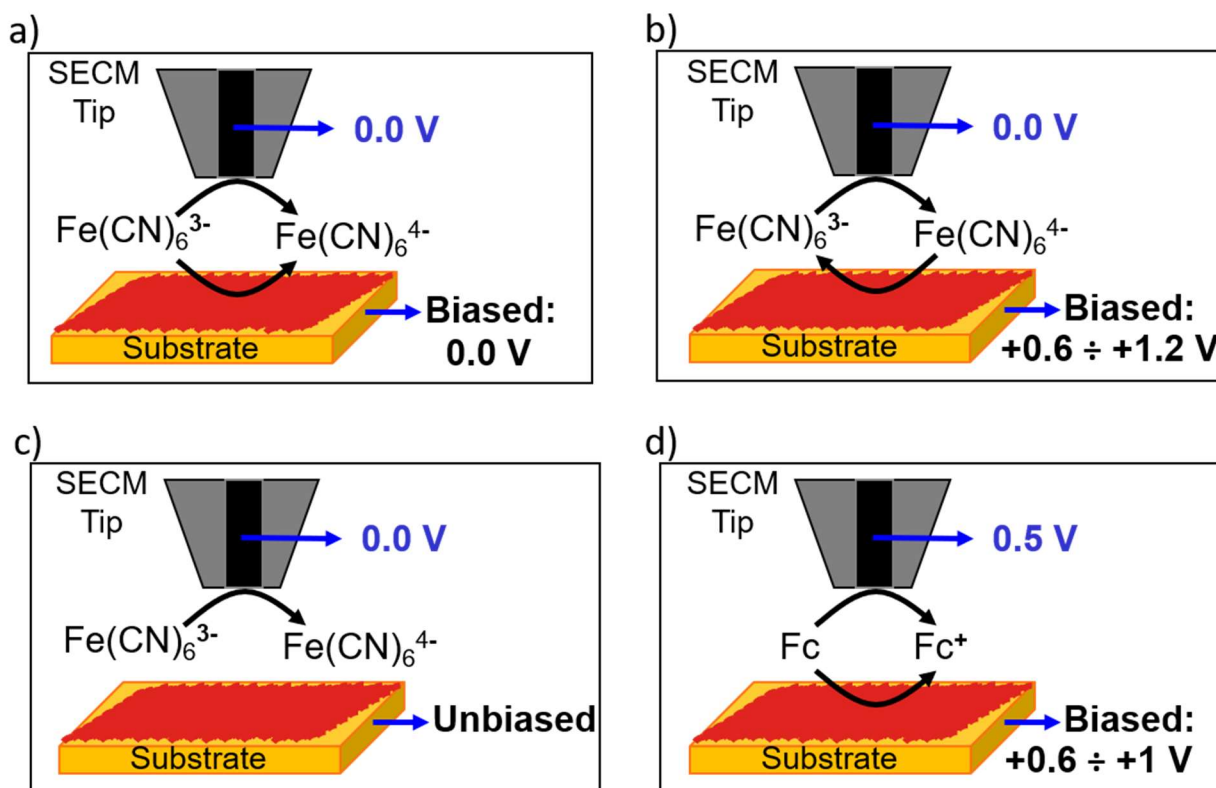 a)
SECM
Tip
0.0 V
Fe(CN)₆³⁻
Fe(CN)₆⁴⁻
Biased:
0.0 V
Substrate
b)
SECM
Tip
0.0 V
Fe(CN)₆³⁻
Fe(CN)₆⁴⁻
Biased:
+0.6 ÷ +1.2 V
Substrate
c)
SECM
Tip
0.0 V
Fe(CN)₆³⁻
Fe(CN)₆⁴⁻
Unbiased
Substrate
d)
SECM
Tip
0.5 V
Fc
Fc⁺
Biased:
+0.6 ÷ +1 V
Substrate